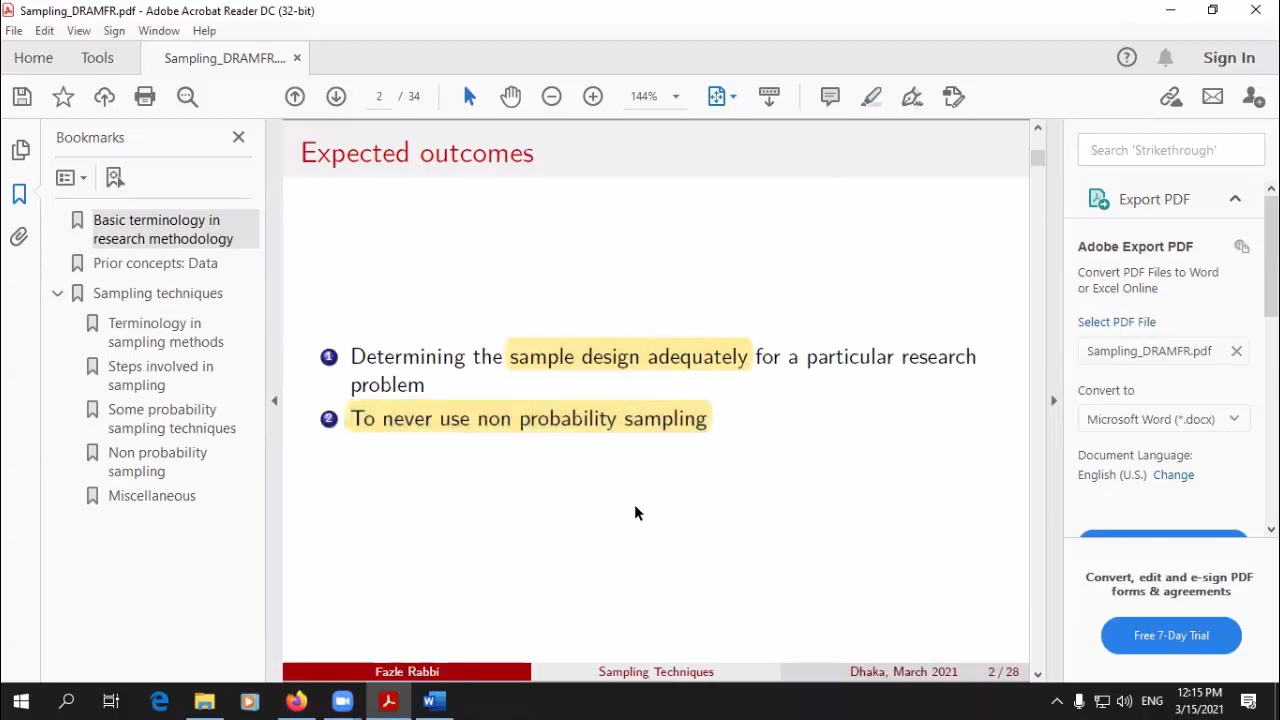 Sampling_DRAMFR.pdf - Adobe Acrobat Reader DC (32-bit)
File Edit View Sign Window Help
Home Tools Sampling_DRAMFR.... × Sign In
2 / 34 144%
Bookmarks
Basic terminology in
research methodology
Prior concepts: Data
Sampling techniques
Terminology in
sampling methods
Steps involved in
sampling
Some probability
sampling techniques
Non probability
sampling
Miscellaneous
Expected outcomes
1 Determining the sample design adequately for a particular research
problem
2 To never use non probability sampling
Fazle Rabbi Sampling Techniques Dhaka, March 2021 2 / 28
Search 'Strikethrough'
Export PDF
Adobe Export PDF
Convert PDF Files to Word
or Excel Online
Select PDF File
Sampling_DRAMFR.pdf
Convert to
Microsoft Word (*.docx)
Document Language:
English (U.S.) Change
Convert, edit and e-sign PDF
forms & agreements
Free 7-Day Trial
ENG
12:15 PM
3/15/2021